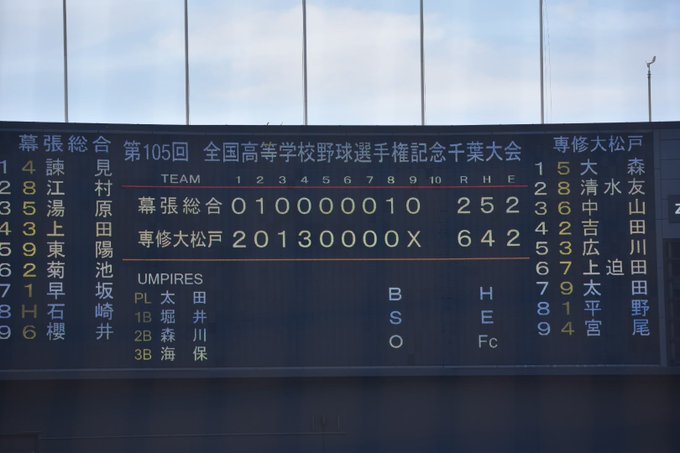 幕張総合
1 4 諫見
2 8 江村
3 5 湯原
4 3 上田
5 9 東陽
6 2 菊池
7 1 早坂
8 H 石崎
9 6 櫻井
第105回 全国高等学校野球選手権記念千葉大会
TEAM 1 2 3 4 5 6 7 8 9 10 R H E
幕張総合 0 1 0 0 0 0 0 1 0 2 5 2
専修大松戸 2 0 1 3 0 0 0 0 X 6 4 2
UMPIRES
PL 太田
1B 堀井
2B 森川
3B 海保
B H
S E
O Fc
専修大松戸
1 5 大森
2 8 清水友
3 6 中山
4 2 吉田
5 3 広川
6 7 上迫田
7 9 太田
8 1 平野
9 4 宮尾